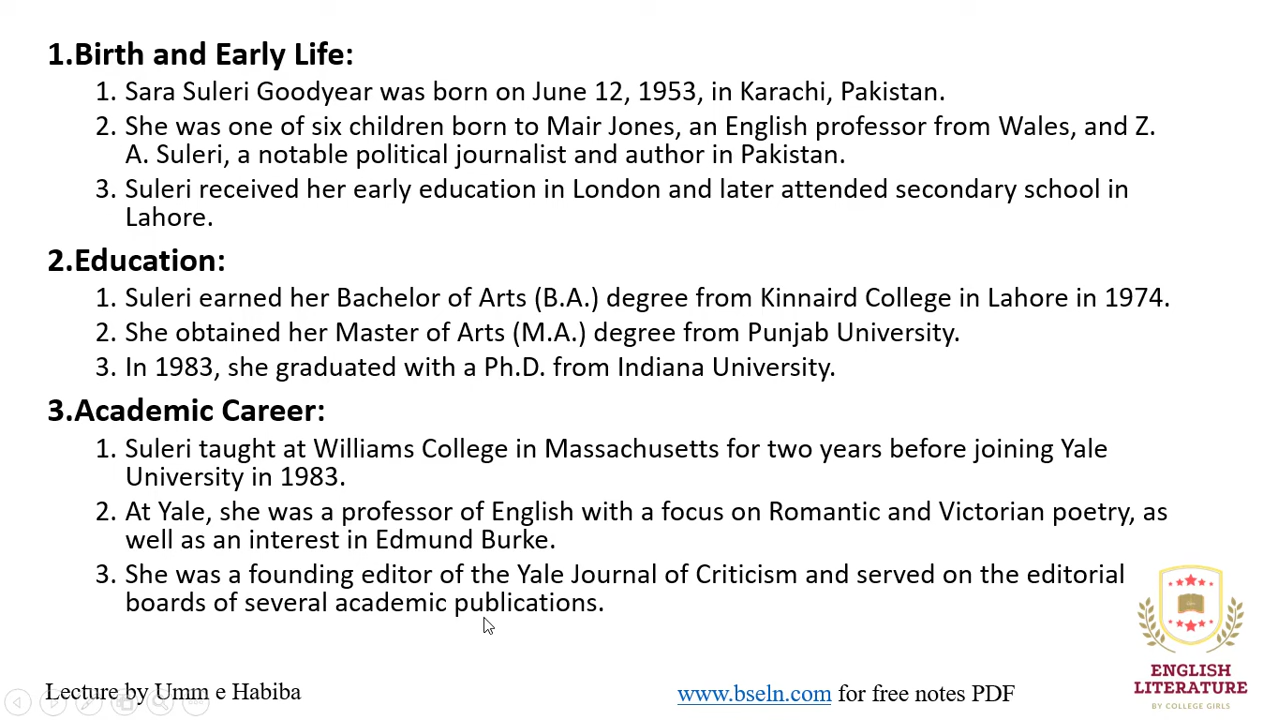 1.Birth and Early Life:
1. Sara Suleri Goodyear was born on June 12, 1953, in Karachi, Pakistan.
2. She was one of six children born to Mair Jones, an English professor from Wales, and Z.
A. Suleri, a notable political journalist and author in Pakistan.
3. Suleri received her early education in London and later attended secondary school in
Lahore.
2.Education:
1. Suleri earned her Bachelor of Arts (B.A.) degree from Kinnaird College in Lahore in 1974.
2. She obtained her Master of Arts (M.A.) degree from Punjab University.
3. In 1983, she graduated with a Ph.D. from Indiana University.
3.Academic Career:
1. Suleri taught at Williams College in Massachusetts for two years before joining Yale
University in 1983.
2. At Yale, she was a professor of English with a focus on Romantic and Victorian poetry, as
well as an interest in Edmund Burke.
3. She was a founding editor of the Yale Journal of Criticism and served on the editorial
boards of several academic publications.
Lecture by Umm e Habiba
www.bseln.com for free notes PDF
ENGLISH
LITERATURE
BY COLLEGE GIRLS